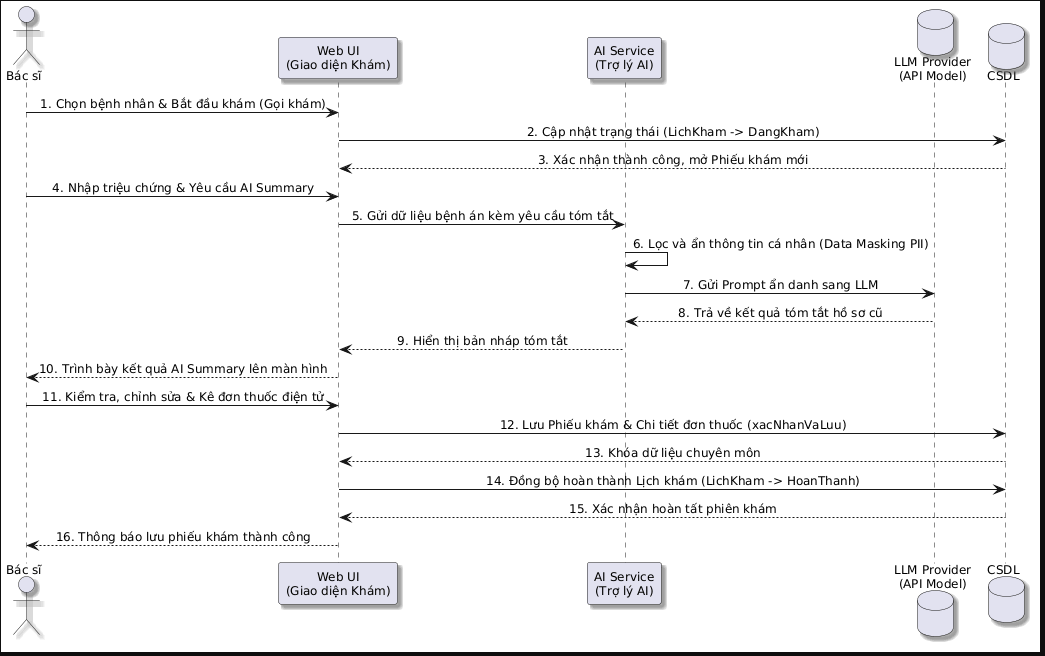 Bác sĩ
Web UI
(Giao diện Khám)
AI Service
(Trợ lý AI)
LLM Provider
(API Model)
CSDL
1. Chọn bệnh nhân & Bắt đầu khám (Gọi khám)
2. Cập nhật trạng thái (LichKham -> DangKham)
3. Xác nhận thành công, mở Phiếu khám mới
4. Nhập triệu chứng & Yêu cầu AI Summary
5. Gửi dữ liệu bệnh án kèm yêu cầu tóm tắt
6. Lọc và ẩn thông tin cá nhân (Data Masking PII)
7. Gửi Prompt ẩn danh sang LLM
8. Trả về kết quả tóm tắt hồ sơ cũ
9. Hiển thị bản nháp tóm tắt
10. Trình bày kết quả AI Summary lên màn hình
11. Kiểm tra, chỉnh sửa & Kê đơn thuốc điện tử
12. Lưu Phiếu khám & Chi tiết đơn thuốc (xacNhanVaLuu)
13. Khóa dữ liệu chuyên môn
14. Đồng bộ hoàn thành Lịch khám (LichKham -> HoanThanh)
15. Xác nhận hoàn tất phiên khám
16. Thông báo lưu phiếu khám thành công
Bác sĩ
Web UI
(Giao diện Khám)
AI Service
(Trợ lý AI)
LLM Provider
(API Model)
CSDL